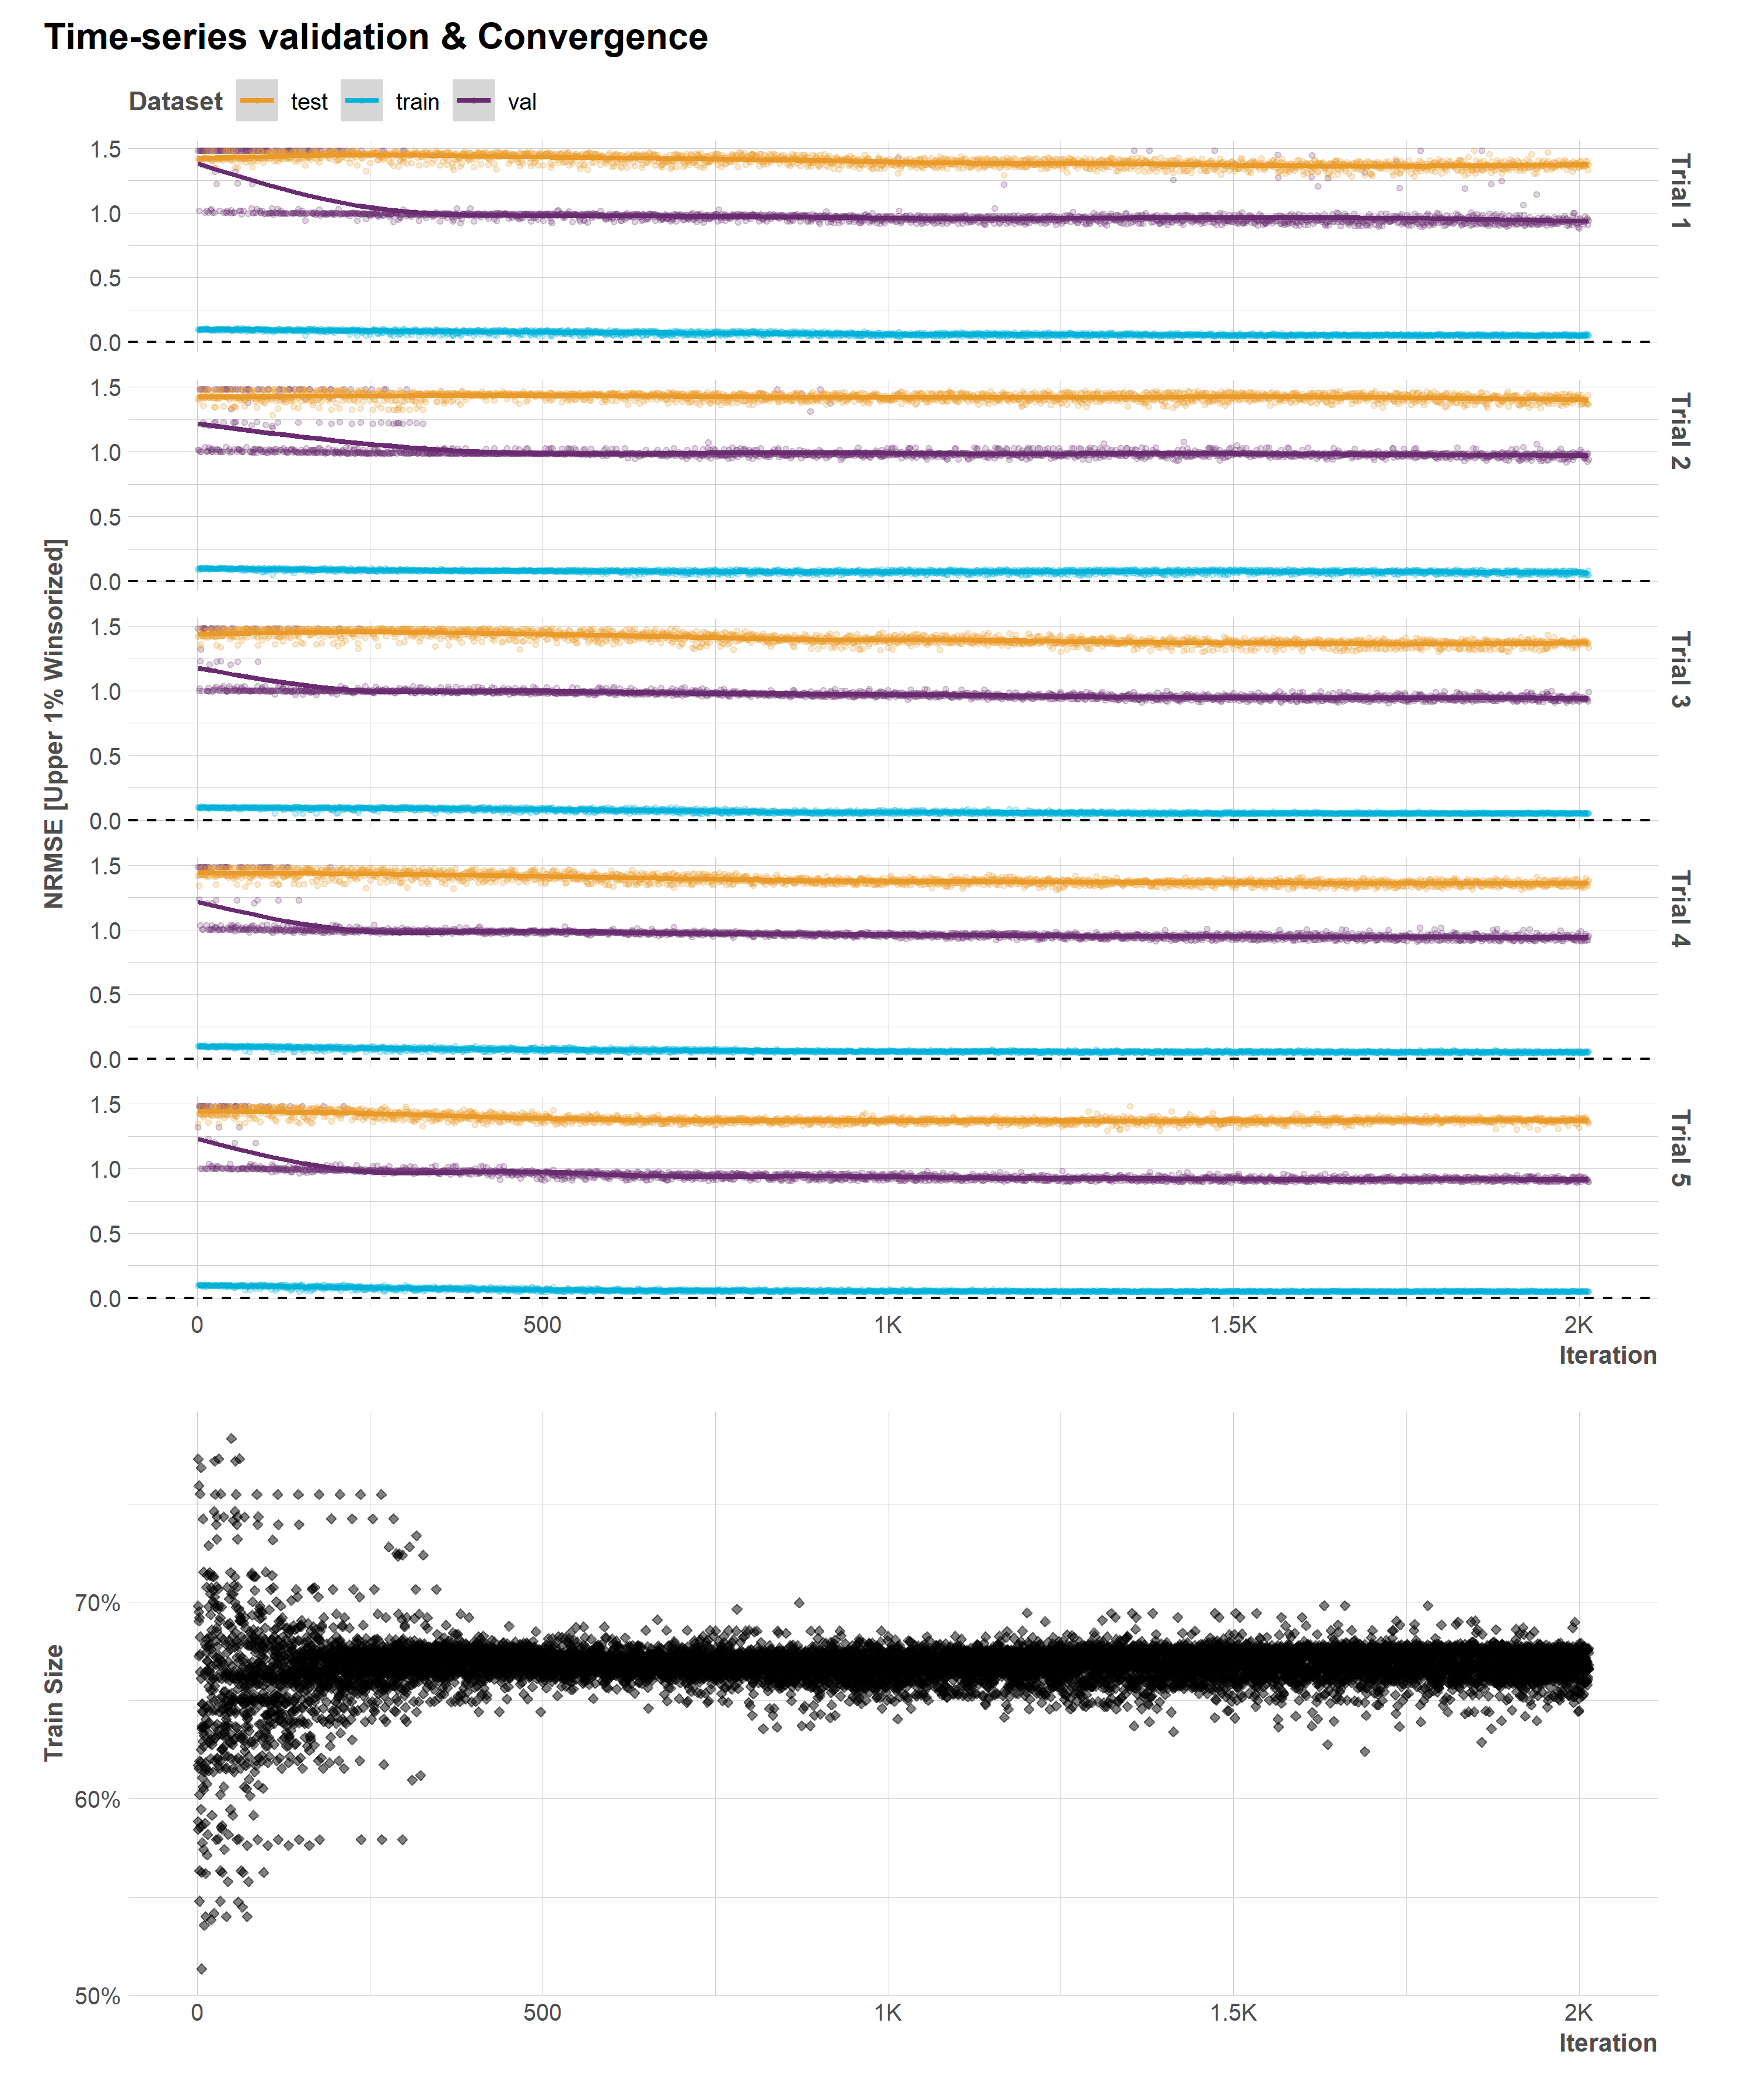 Time-series validation & Convergence
Dataset test train val
NRMSE [Upper 1% Winsorized]
1.5
1.0
0.5
0.0
Trial 1
1.5
1.0
0.5
0.0
Trial 2
1.5
1.0
0.5
0.0
Trial 3
1.5
1.0
0.5
0.0
Trial 4
1.5
1.0
0.5
0.0
Trial 5
0 500 1K 1.5K 2K
Iteration
Train Size
70%
60%
50%
0 500 1K 1.5K 2K
Iteration